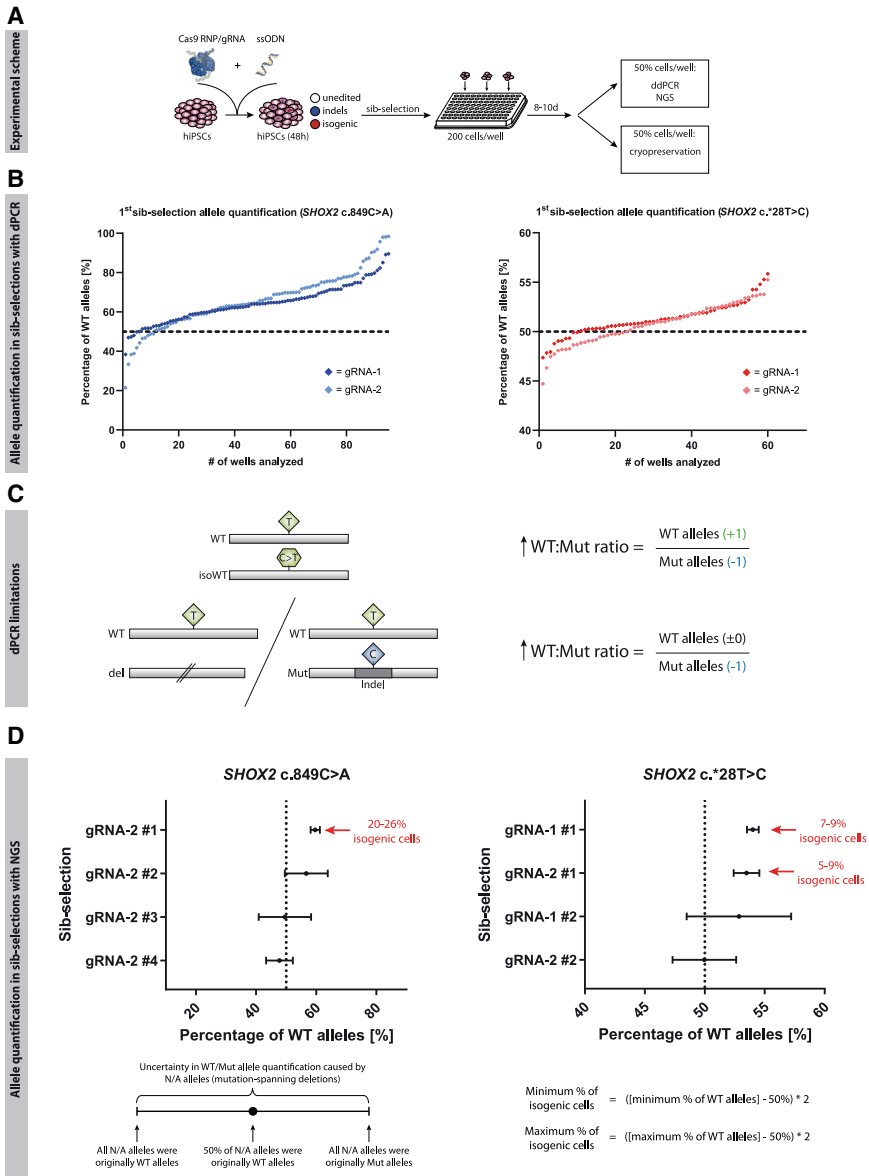 A
Experimental scheme
Cas9 RNP/gRNA
ssODN
+
hiPSCs
hiPSCs (48h)
unedited
indels
isogenic
sib-selection
200 cells/well
8-10d
50% cells/well:
ddPCR
NGS
50% cells/well:
cryopreservation
B
Allele quantification in sib-selections with dPCR
1st sib-selection allele quantification (SHOX2 c.849C>A)
Percentage of WT alleles [%]
100
80
60
40
20
0
0
20
40
60
80
# of wells analyzed
= gRNA-1
= gRNA-2
1st sib-selection allele quantification (SHOX2 c.*28T>C)
Percentage of WT alleles [%]
60
55
50
45
40
0
20
40
60
# of wells analyzed
= gRNA-1
= gRNA-2
C
dPCR limitations
T
WT
C>T
isoWT
T
WT
del
T
WT
C
Mut
Indel
↑ WT:Mut ratio =
WT alleles (+1)
Mut alleles (-1)
↑ WT:Mut ratio =
WT alleles (±0)
Mut alleles (-1)
D
Allele quantification in sib-selections with NGS
SHOX2 c.849C>A
Sib-selection
gRNA-2 #1
gRNA-2 #2
gRNA-2 #3
gRNA-2 #4
20-26%
isogenic cells
20
40
60
80
Percentage of WT alleles [%]
SHOX2 c.*28T>C
Sib-selection
gRNA-1 #1
gRNA-2 #1
gRNA-1 #2
gRNA-2 #2
7-9%
isogenic cells
5-9%
isogenic cells
40
45
50
55
60
Percentage of WT alleles [%]
Uncertainty in WT/Mut allele quantification caused by
N/A alleles (mutation-spanning deletions)
All N/A alleles were
originally WT alleles
50% of N/A alleles were
originally WT alleles
All N/A alleles were
originally Mut alleles
Minimum % of
isogenic cells
= ([minimum % of WT alleles] - 50%) * 2
Maximum % of
isogenic cells
= ([maximum % of WT alleles] - 50%) * 2